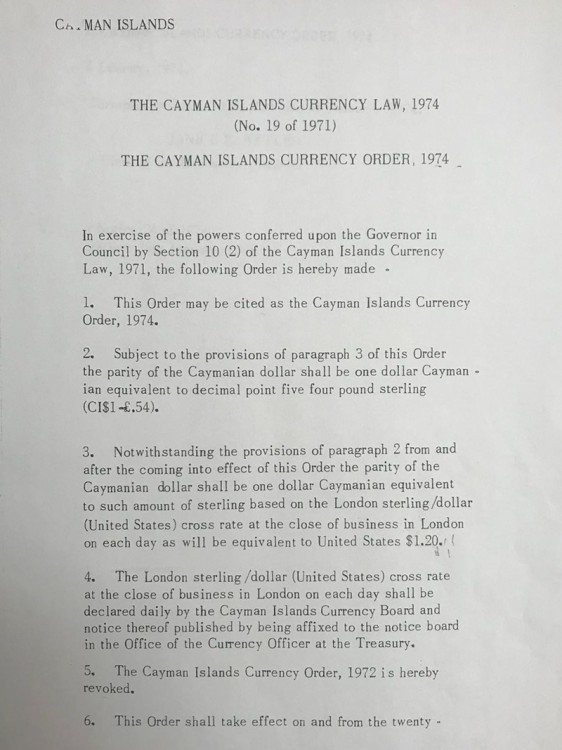 CAYMAN ISLANDS
THE CAYMAN ISLANDS CURRENCY LAW, 1974
(No. 19 of 1971)
THE CAYMAN ISLANDS CURRENCY ORDER, 1974
In exercise of the powers conferred upon the Governor in
Council by Section 10 (2) of the Cayman Islands Currency
Law, 1971, the following Order is hereby made -
1. This Order may be cited as the Cayman Islands Currency
Order, 1974.
2. Subject to the provisions of paragraph 3 of this Order
the parity of the Caymanian dollar shall be one dollar Cayman -
ian equivalent to decimal point five four pound sterling
(CI$1-£.54).
3. Notwithstanding the provisions of paragraph 2 from and
after the coming into effect of this Order the parity of the
Caymanian dollar shall be one dollar Caymanian equivalent
to such amount of sterling based on the London sterling/dollar
(United States) cross rate at the close of business in London
on each day as will be equivalent to United States $1.20.
4. The London sterling/dollar (United States) cross rate
at the close of business in London on each day shall be
declared daily by the Cayman Islands Currency Board and
notice thereof published by being affixed to the notice board
in the Office of the Currency Officer at the Treasury.
5. The Cayman Islands Currency Order, 1972 is hereby
revoked.
6. This Order shall take effect on and from the twenty -